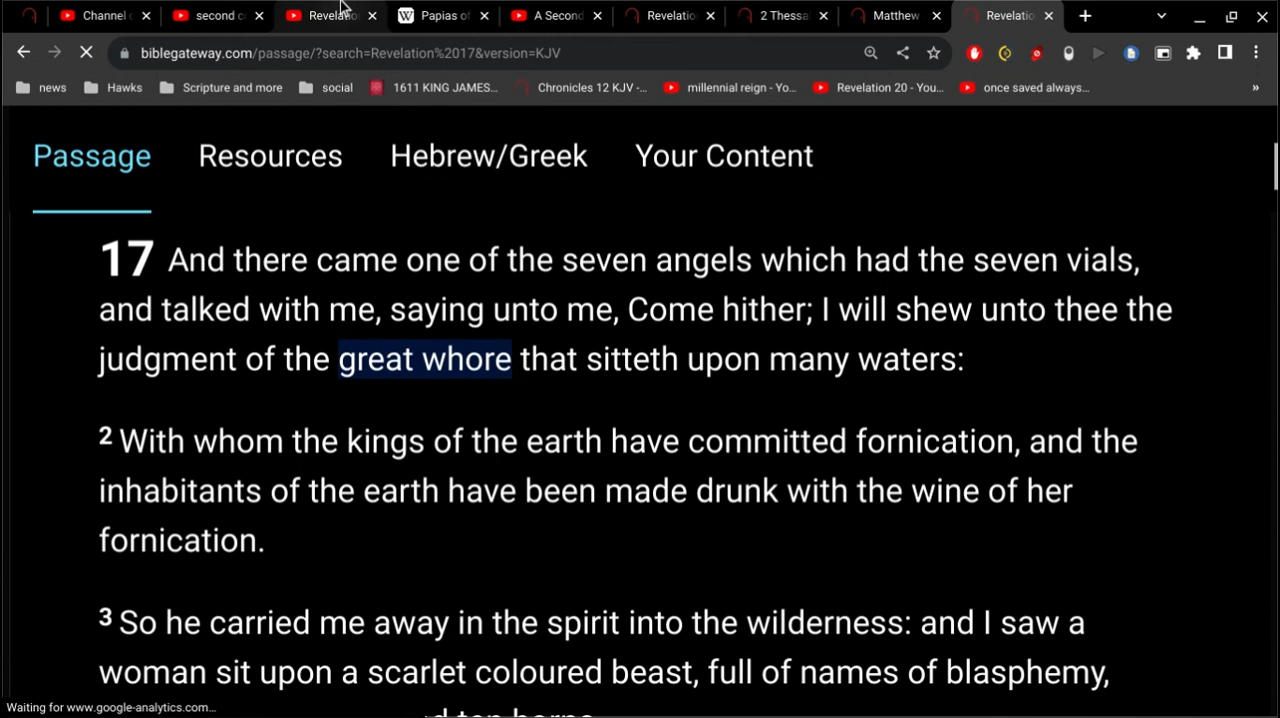 Channel
second c
Revelatio
Papias of
A Second
Revelatio
2 Thessa
Matthew
Revelatio
biblegateway.com/passage/?search=Revelation%2017&version=KJV
news
Hawks
Scripture and more
social
1611 KING JAMES...
Chronicles 12 KJV -...
millennial reign - Yo...
Revelation 20 - You...
once saved always...
»
Passage
Resources
Hebrew/Greek
Your Content
17 And there came one of the seven angels which had the seven vials,
and talked with me, saying unto me, Come hither; I will shew unto thee the
judgment of the great whore that sitteth upon many waters:
2 With whom the kings of the earth have committed fornication, and the
inhabitants of the earth have been made drunk with the wine of her
fornication.
3 So he carried me away in the spirit into the wilderness: and I saw a
woman sit upon a scarlet coloured beast, full of names of blasphemy,
ten horns
Waiting for www.google-analytics.com...